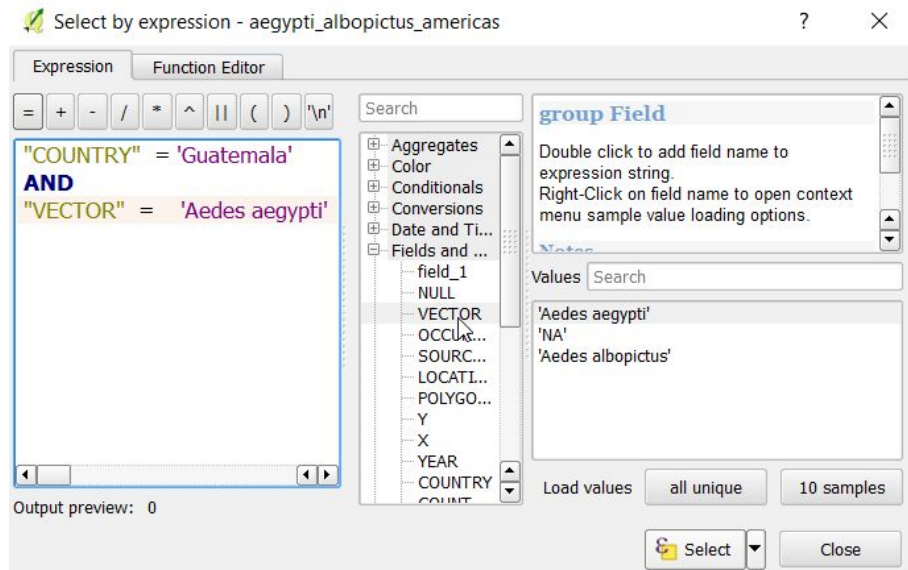 Select by expression - aegypti_albopictus_americas ? ×
Expression Function Editor
= + - / * ^ || ( ) '\n'
"COUNTRY" = 'Guatemala'
AND
"VECTOR" = 'Aedes aegypti'
Output preview: 0
Search
Aggregates
Color
Conditionals
Conversions
Date and Ti...
Fields and ...
field_1
NULL
VECTOR
OCCU...
SOURC...
LOCATI...
POLYGO...
Y
X
YEAR
COUNTRY
COUNT
group Field
Double click to add field name to
expression string.
Right-Click on field name to open context
menu sample value loading options.
Notes
Values Search
'Aedes aegypti'
'NA'
'Aedes albopictus'
Load values all unique 10 samples
Select Close